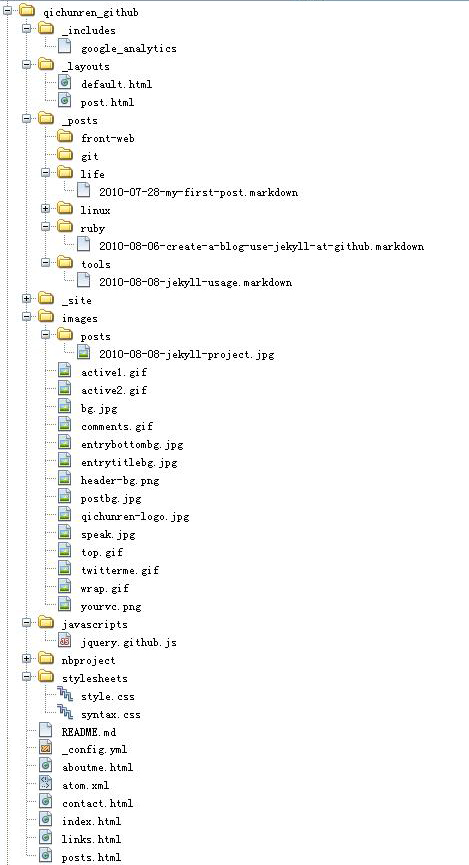 qichunren_github
_includes
google_analytics
_layouts
default.html
post.html
_posts
front-web
git
life
2010-07-28-my-first-post.markdown
linux
ruby
2010-08-06-create-a-blog-use-jekyll-at-github.markdown
tools
2010-08-08-jekyll-usage.markdown
_site
images
posts
2010-08-08-jekyll-project.jpg
active1.gif
active2.gif
bg.jpg
comments.gif
entrybottombg.jpg
entrytitlebg.jpg
header-bg.png
postbg.jpg
qichunren-logo.jpg
speak.jpg
top.gif
twitterme.gif
wrap.gif
yourvc.png
javascripts
jquery.github.js
nbproject
stylesheets
style.css
syntax.css
README.md
_config.yml
aboutme.html
atom.xml
contact.html
index.html
links.html
posts.html